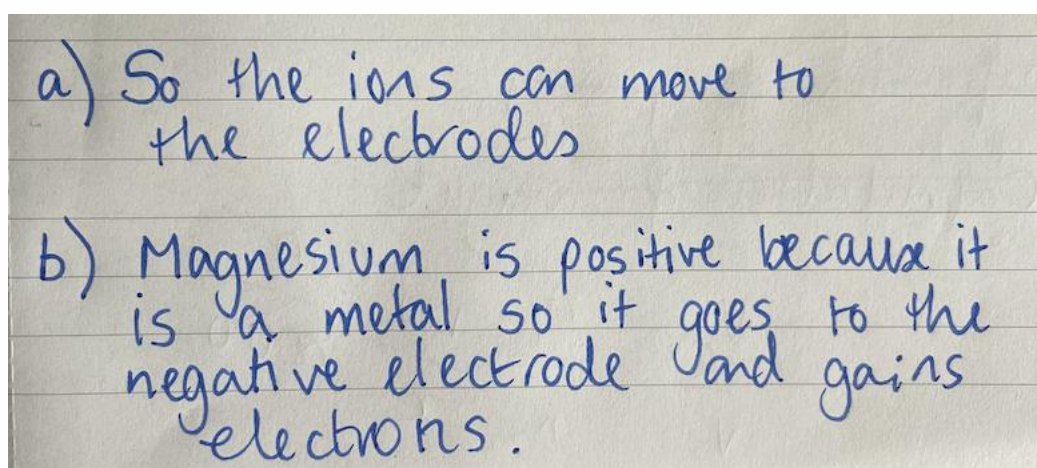 a) So the ions can move to
the electrodes
b) Magnesium is positive because it
is a metal so it goes to the
negative electrode and gains
electrons.